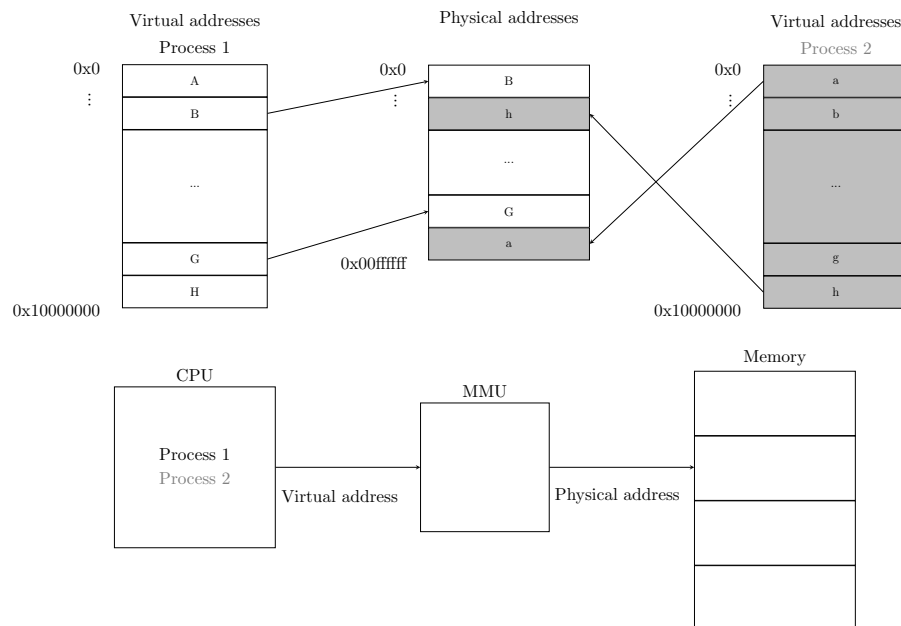 Virtual addresses
Process 1
0x0
⋮
A
B
...
G
H
0x10000000
Physical addresses
0x0
⋮
B
h
...
G
a
0x00ffffff
Virtual addresses
Process 2
0x0
⋮
a
b
...
g
h
0x10000000
CPU
Process 1
Process 2
Virtual address
MMU
Physical address
Memory